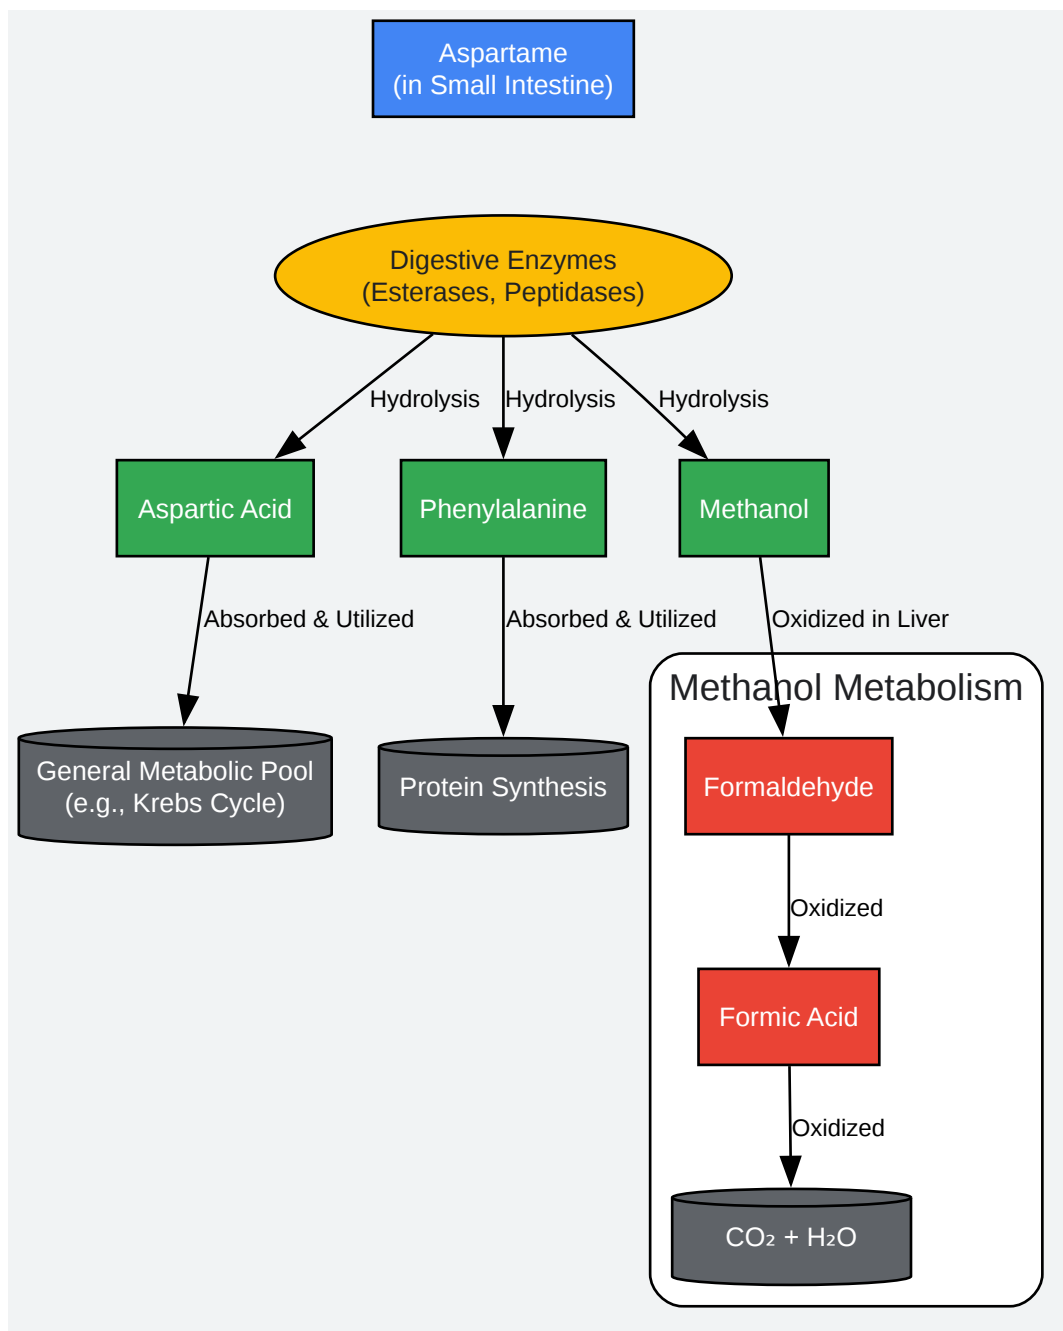 Aspartame
(in Small Intestine)
Digestive Enzymes
(Esterases, Peptidases)
Hydrolysis
Hydrolysis
Hydrolysis
Aspartic Acid
Phenylalanine
Methanol
Absorbed & Utilized
Absorbed & Utilized
Oxidized in Liver
Methanol Metabolism
General Metabolic Pool
(e.g., Krebs Cycle)
Protein Synthesis
Formaldehyde
Oxidized
Formic Acid
Oxidized
CO₂ + H₂O